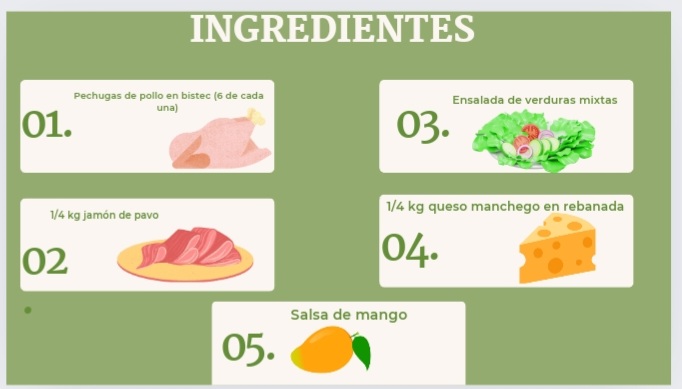 INGREDIENTES
01.
Pechugas de pollo en bistec (6 de cada
una)
02
1/4 kg jamón de pavo
03.
Ensalada de verduras mixtas
04.
1/4 kg queso manchego en rebanada
05.
Salsa de mango